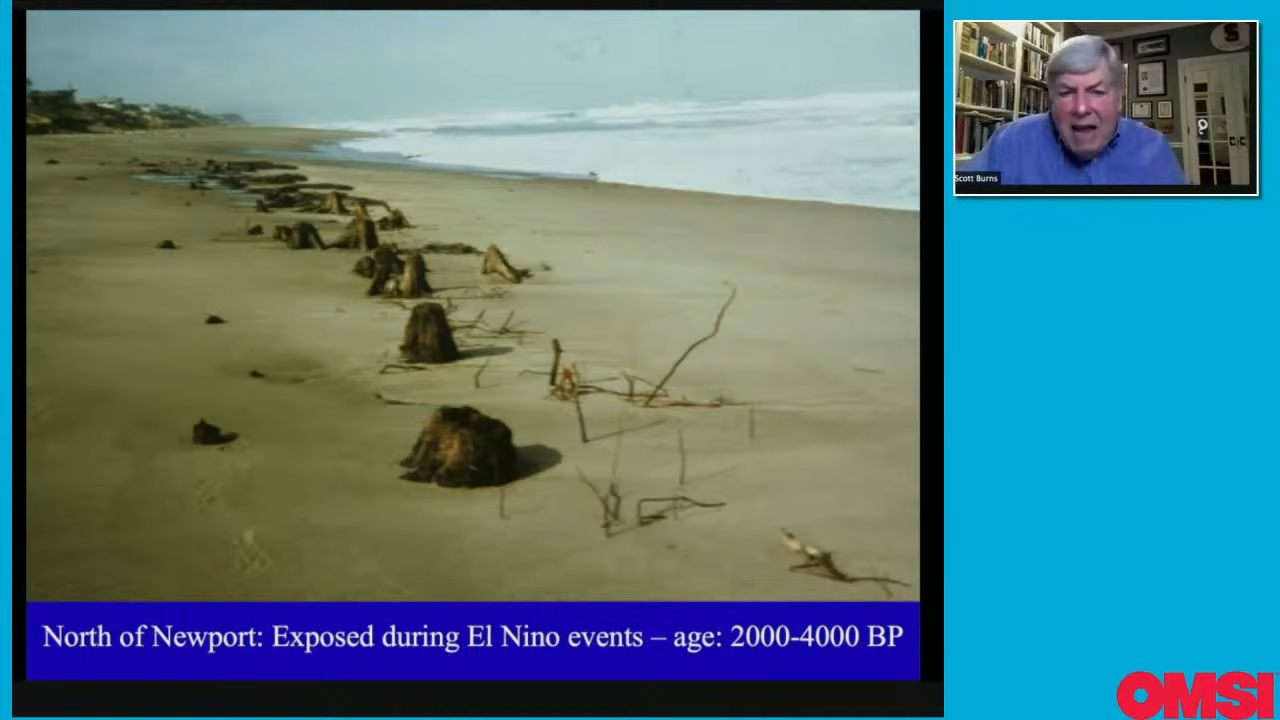 Scott Burns
North of Newport: Exposed during El Nino events – age: 2000-4000 BP
OMSI